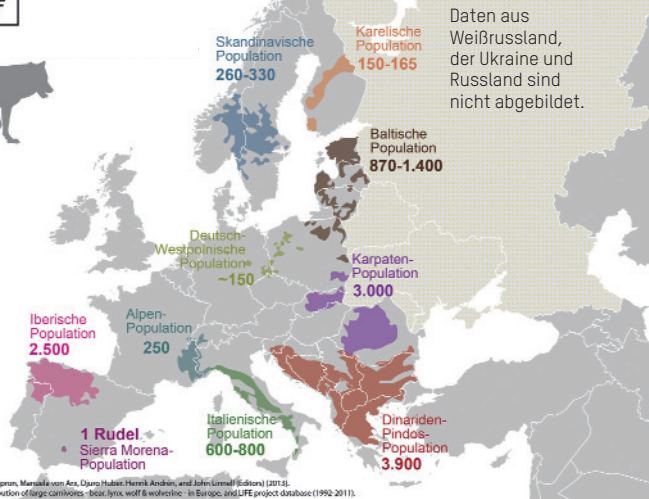 Daten aus
Weißrussland,
der Ukraine und
Russland sind
nicht abgebildet.
Skandinavische
Population
260-330
Karelische
Population
150-165
Baltische
Population
870-1.400
Deutsch-
Westpolnische
Population
~150
Karpaten-
Population
3.000
Iberische
Population
2.500
Alpen-
Population
250
1 Rudel
Sierra Morena-
Population
Italienische
Population
600-800
Dinariden-
Pindos-
Population
3.900
pron, Manuela von Arx, Djuro Huber, Henrik Andrén, and John Linnell (Editors) (2013).
bution of large carnivores - bear, lynx, wolf & wolverine - in Europe, and LIFE project database (1992-2011).